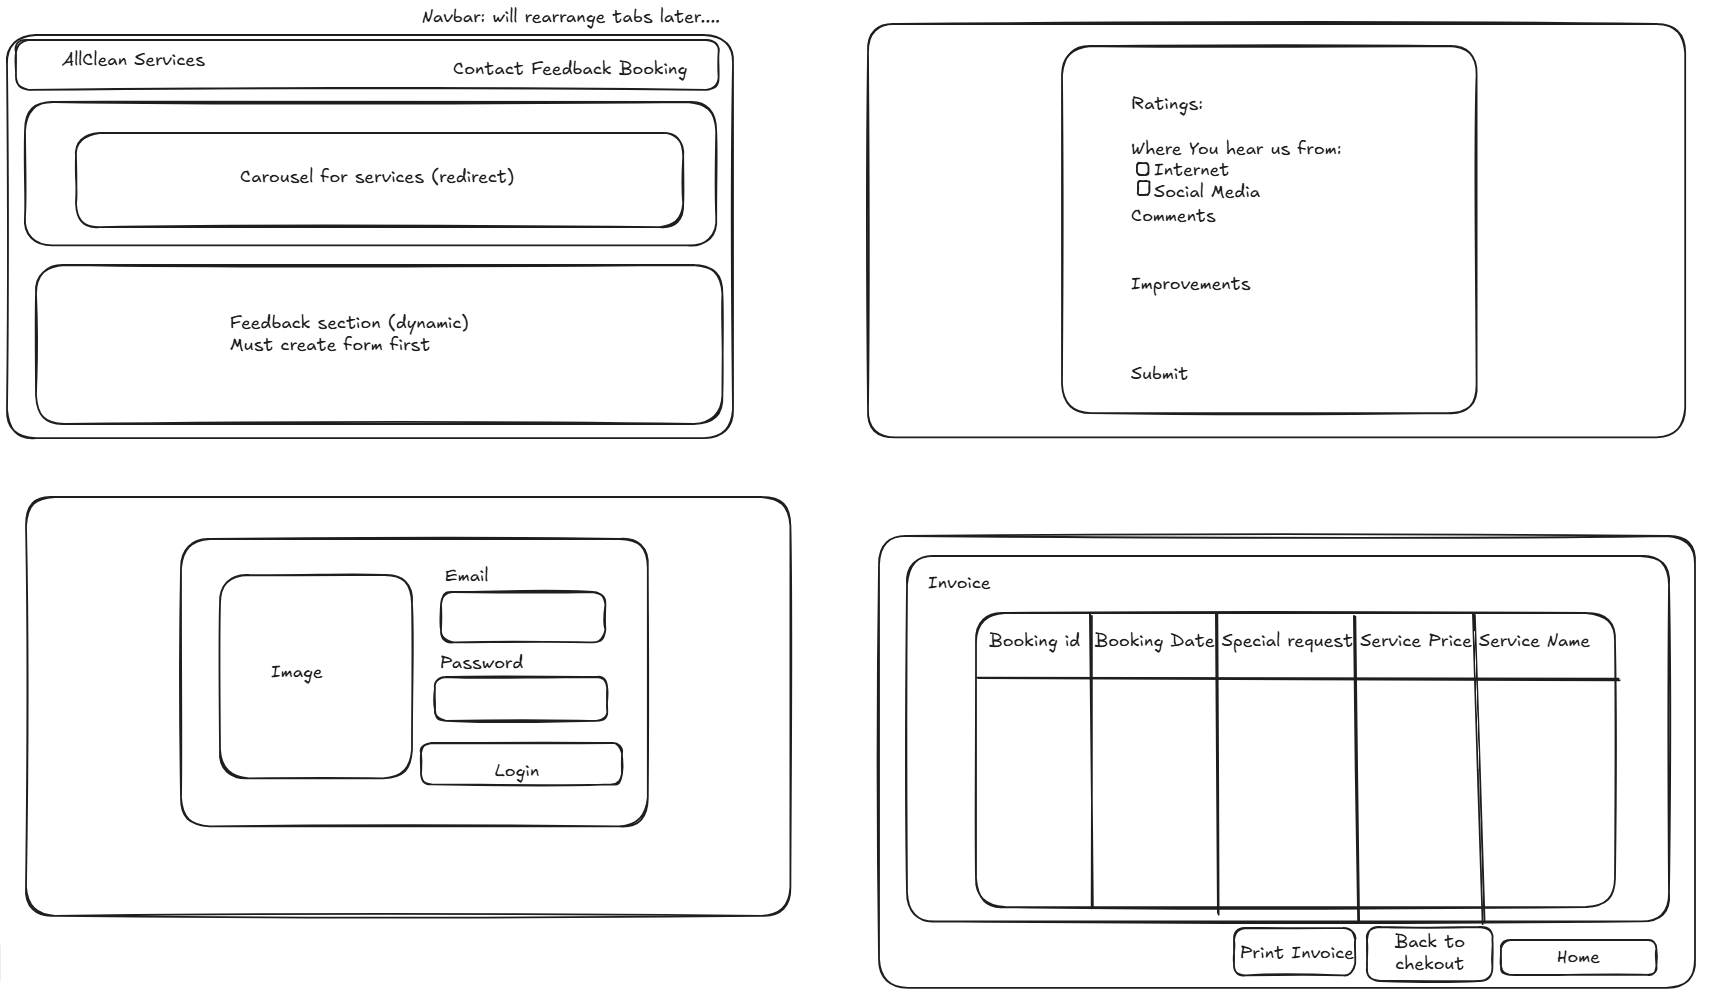 Navbar: will rearrange tabs later....
AllClean Services
Contact Feedback Booking
Carousel for services (redirect)
Feedback section (dynamic)
Must create form first
Ratings:
Where You hear us from:
Internet
Social Media
Comments
Improvements
Submit
Image
Email
Password
Login
Invoice
Booking id Booking Date Special request Service Price Service Name
Print Invoice
Back to
chekout
Home